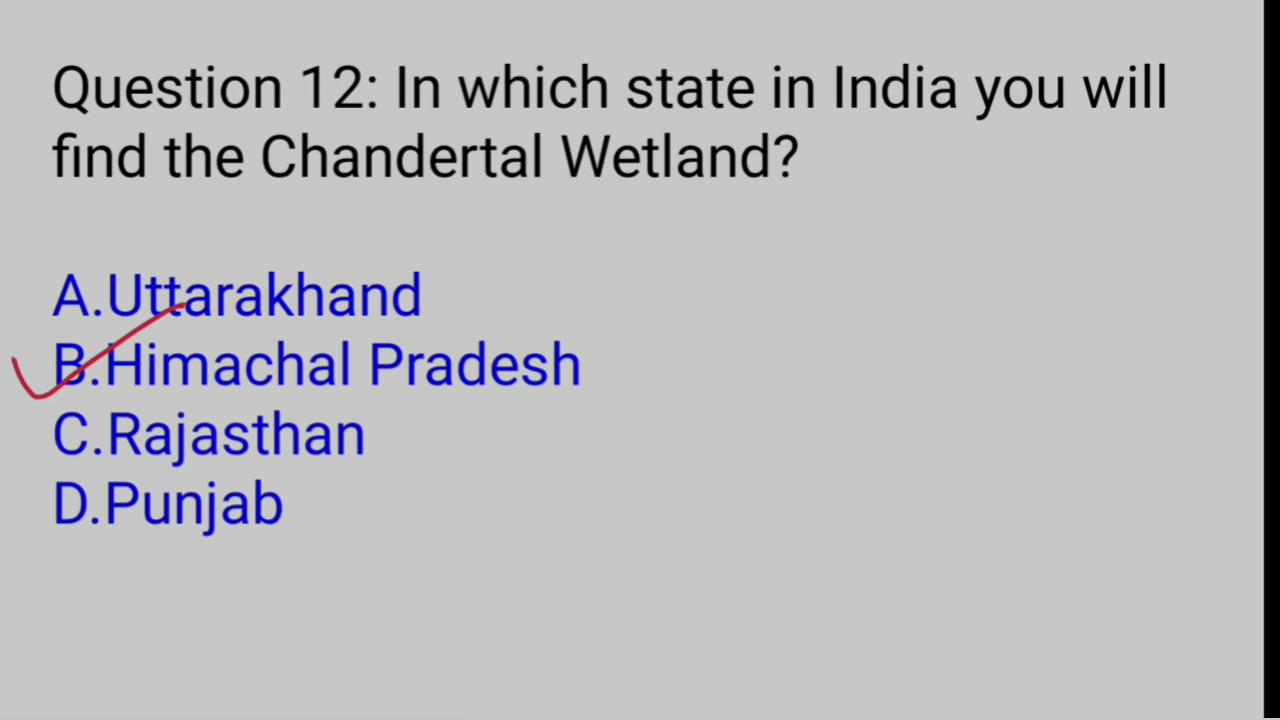 Question 12: In which state in India you will
find the Chandertal Wetland?
A.Uttarakhand
B.Himachal Pradesh
C.Rajasthan
D.Punjab